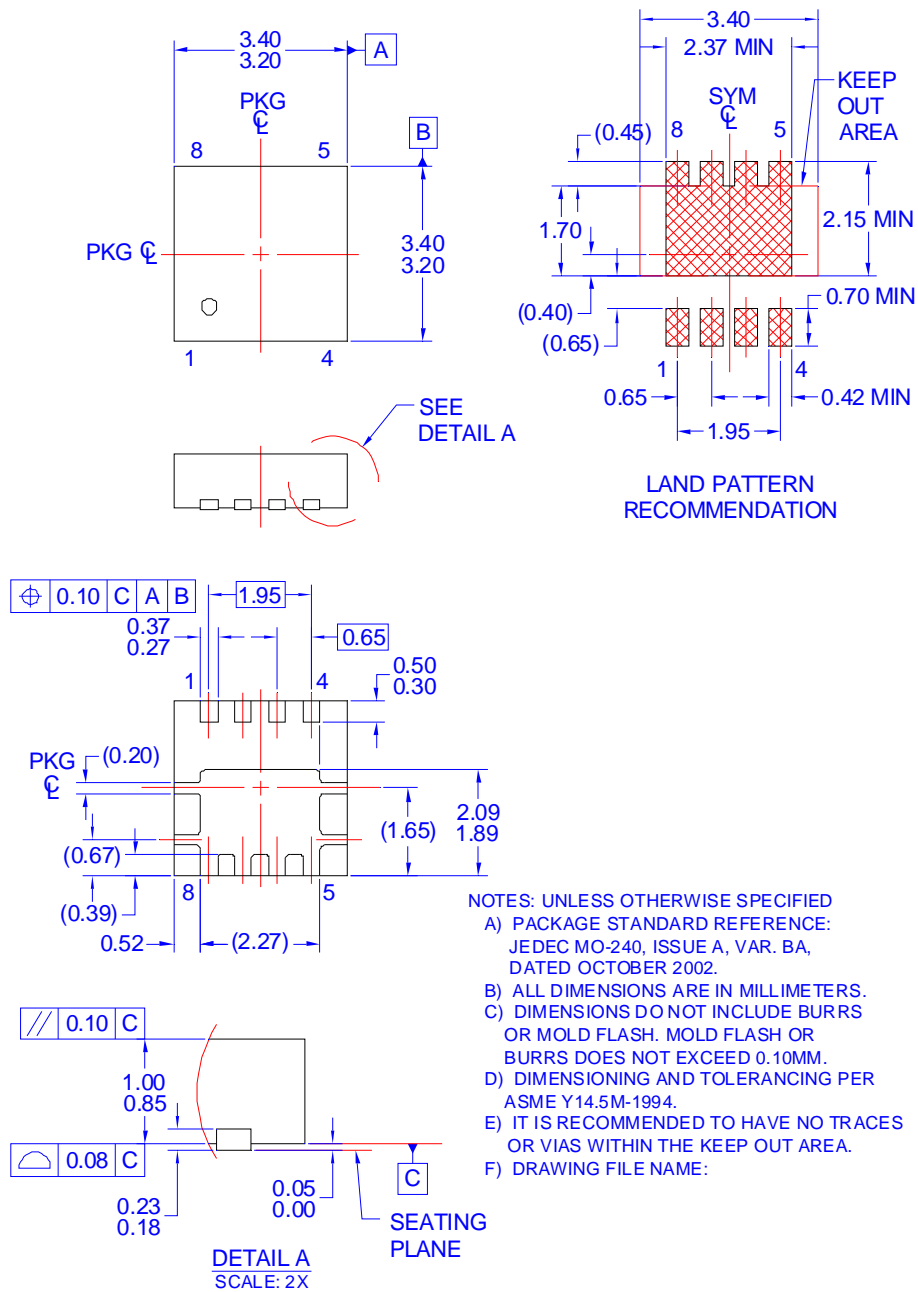 3.40
3.20
A
PKG
℄
B
8 5
PKG ℄
3.40
3.20
1 4
3.40
2.37 MIN
KEEP
OUT
AREA
SYM
℄
8 5
(0.45)
1.70
2.15 MIN
(0.40)
(0.65)
0.70 MIN
1 4
0.65
0.42 MIN
1.95
LAND PATTERN
RECOMMENDATION
SEE
DETAIL A
⌖ 0.10 C A B
1.95
0.37
0.27
0.65
1 4
0.50
0.30
PKG
℄
(0.20)
(1.65)
2.09
1.89
(0.67)
(0.39)
8 5
0.52
(2.27)
NOTES: UNLESS OTHERWISE SPECIFIED
A) PACKAGE STANDARD REFERENCE:
JEDEC MO-240, ISSUE A, VAR. BA,
DATED OCTOBER 2002.
B) ALL DIMENSIONS ARE IN MILLIMETERS.
C) DIMENSIONS DO NOT INCLUDE BURRS
OR MOLD FLASH. MOLD FLASH OR
BURRS DOES NOT EXCEED 0.10MM.
D) DIMENSIONING AND TOLERANCING PER
ASME Y14.5M-1994.
E) IT IS RECOMMENDED TO HAVE NO TRACES
OR VIAS WITHIN THE KEEP OUT AREA.
F) DRAWING FILE NAME:
⫽ 0.10 C
1.00
0.85
⌓ 0.08 C
0.23
0.18
0.05
0.00
C
SEATING
PLANE
DETAIL A
SCALE: 2X